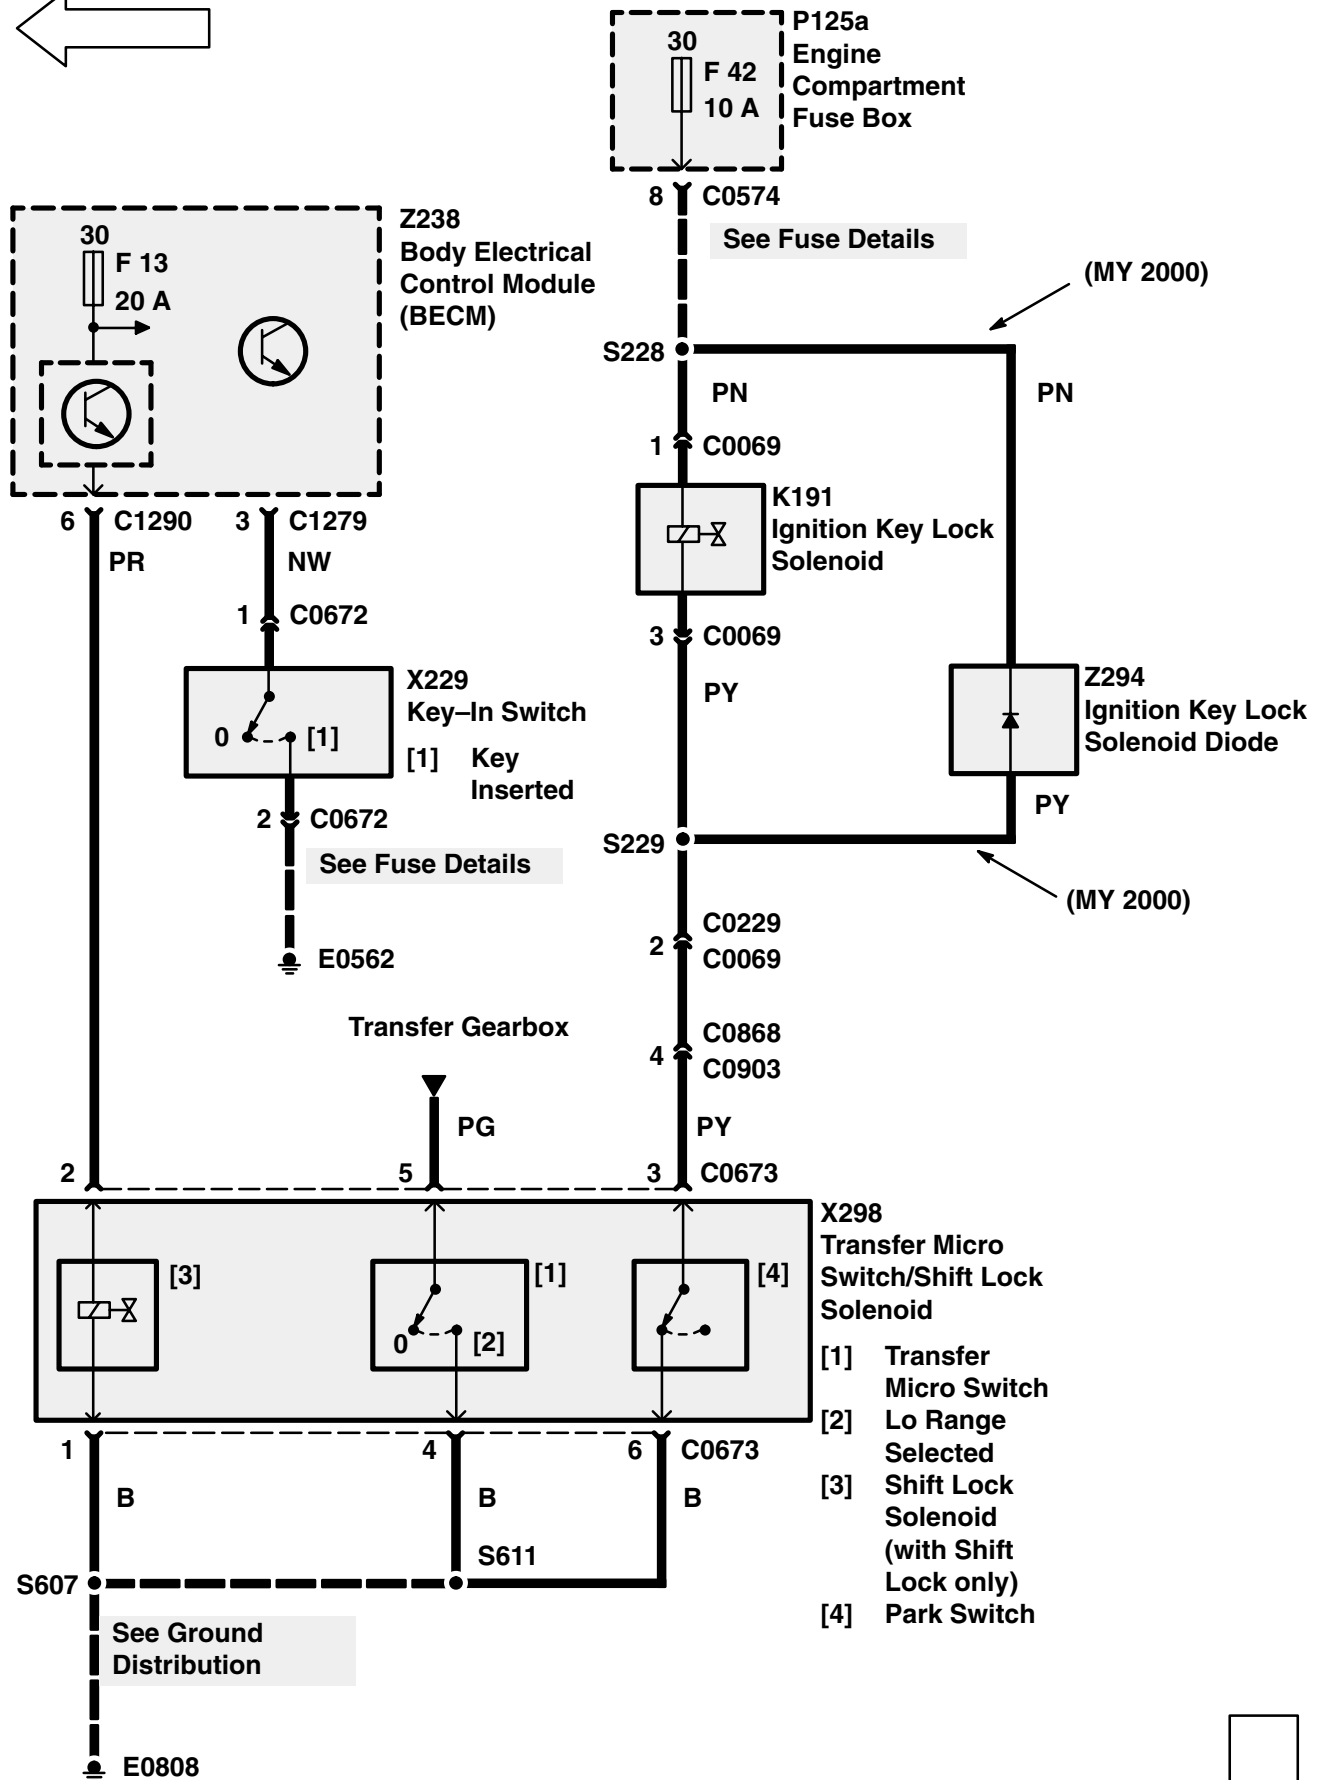 P125a
Engine
Compartment
Fuse Box
30
F 42
10 A
8 C0574
See Fuse Details
Z238
Body Electrical
Control Module
(BECM)
30
F 13
20 A
(MY 2000)
S228
PN
PN
1 C0069
K191
Ignition Key Lock
Solenoid
6 C1290
3 C1279
PR
NW
1 C0672
3 C0069
X229
Key–In Switch
[1] Key
Inserted
0
[1]
PY
Z294
Ignition Key Lock
Solenoid Diode
PY
2 C0672
See Fuse Details
S229
(MY 2000)
E0562
C0229
2
C0069
Transfer Gearbox
C0868
4
C0903
PG
PY
2
5
3 C0673
X298
Transfer Micro
Switch/Shift Lock
Solenoid
[3]
[1]
[4]
0
[2]
[1] Transfer
Micro Switch
[2] Lo Range
Selected
[3] Shift Lock
Solenoid
(with Shift
Lock only)
[4] Park Switch
1
4
6 C0673
B
B
B
S611
S607
See Ground
Distribution
E0808